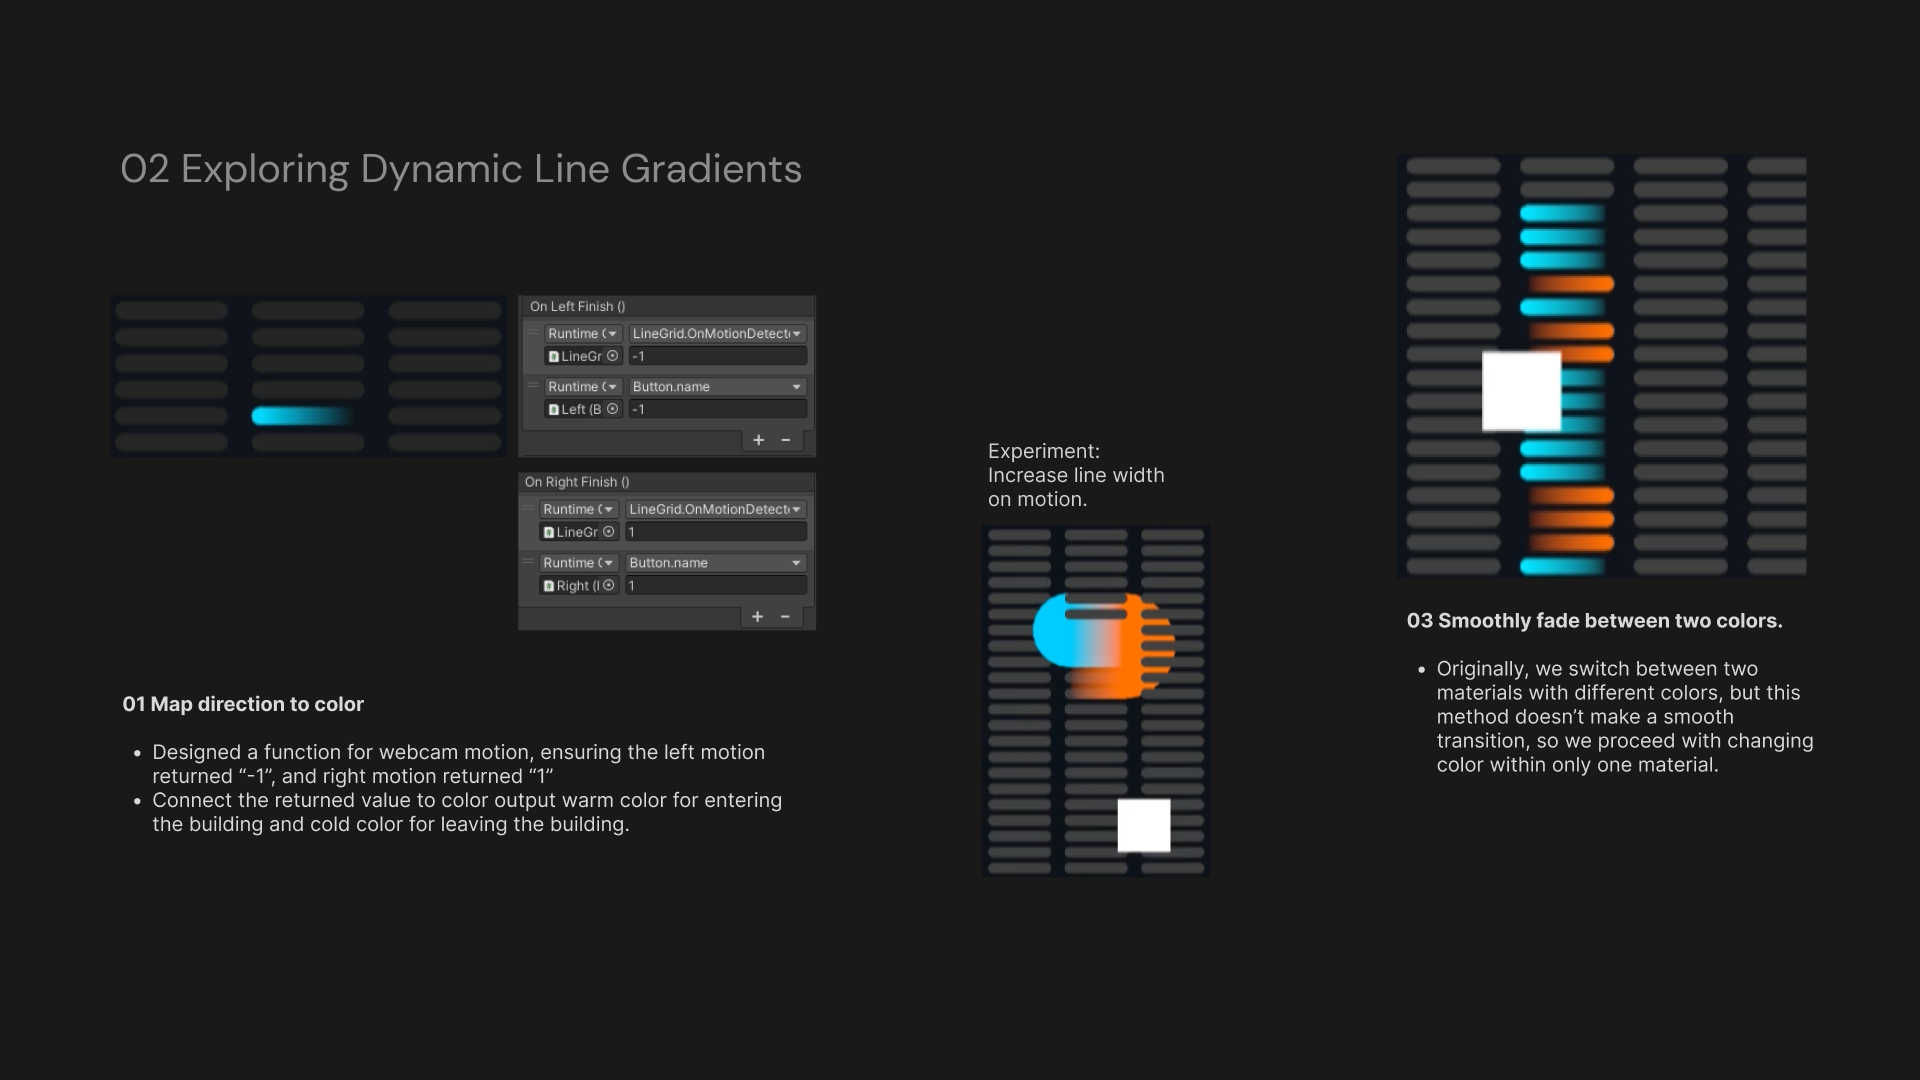 02 Exploring Dynamic Line Gradients
On Left Finish ()
Runtime LineGrid.OnMotionDetect
LineGr -1
Runtime Button.name
Left (B -1
+ −
On Right Finish ()
Runtime LineGrid.OnMotionDetect
LineGr 1
Runtime Button.name
Right ( 1
+ −
01 Map direction to color
• Designed a function for webcam motion, ensuring the left motion
returned “-1”, and right motion returned “1”
• Connect the returned value to color output warm color for entering
the building and cold color for leaving the building.
Experiment:
Increase line width
on motion.
03 Smoothly fade between two colors.
• Originally, we switch between two
materials with different colors, but this
method doesn’t make a smooth
transition, so we proceed with changing
color within only one material.